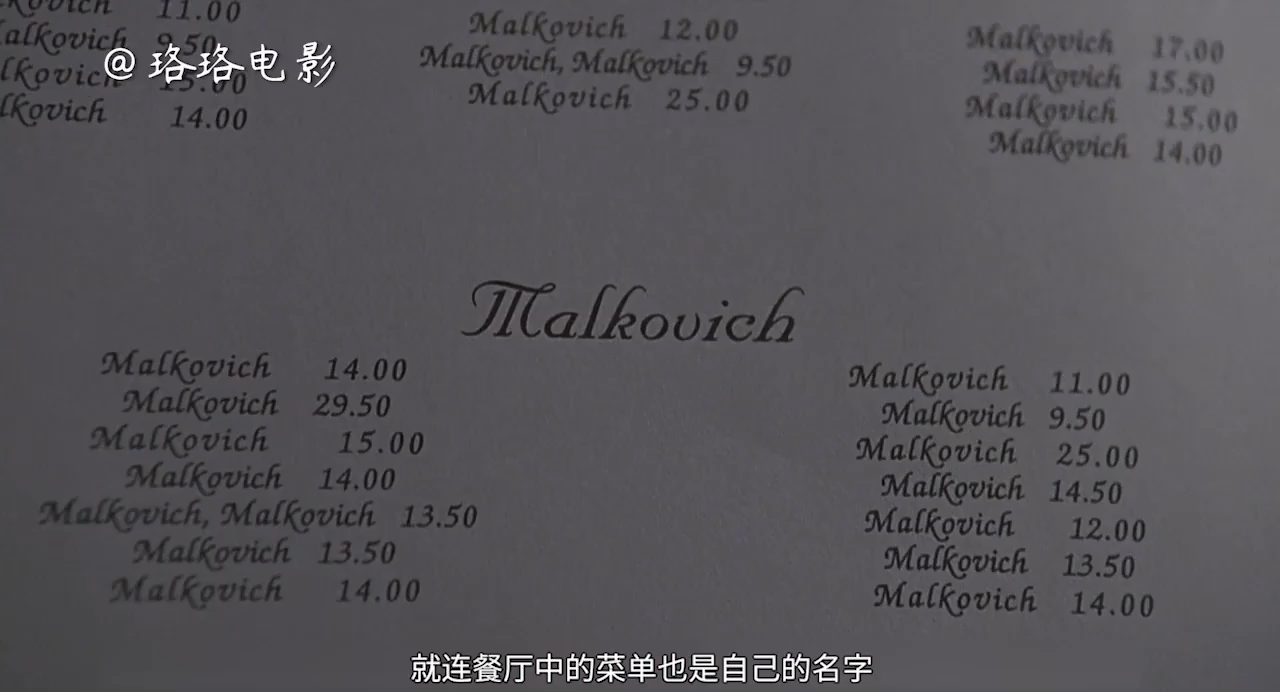 11.00
Malkovich 12.00
Malkovich 17.00
9.50
@珞珞电影
Malkovich, Malkovich 9.50
Malkovich 15.50
15.00
Malkovich 25.00
Malkovich 15.00
14.00
Malkovich 14.00
Malkovich
Malkovich 14.00
Malkovich 29.50
Malkovich 15.00
Malkovich 14.00
Malkovich, Malkovich 13.50
Malkovich 13.50
Malkovich 14.00
Malkovich 11.00
Malkovich 9.50
Malkovich 25.00
Malkovich 14.50
Malkovich 12.00
Malkovich 13.50
Malkovich 14.00
就连餐厅中的菜单也是自己的名字